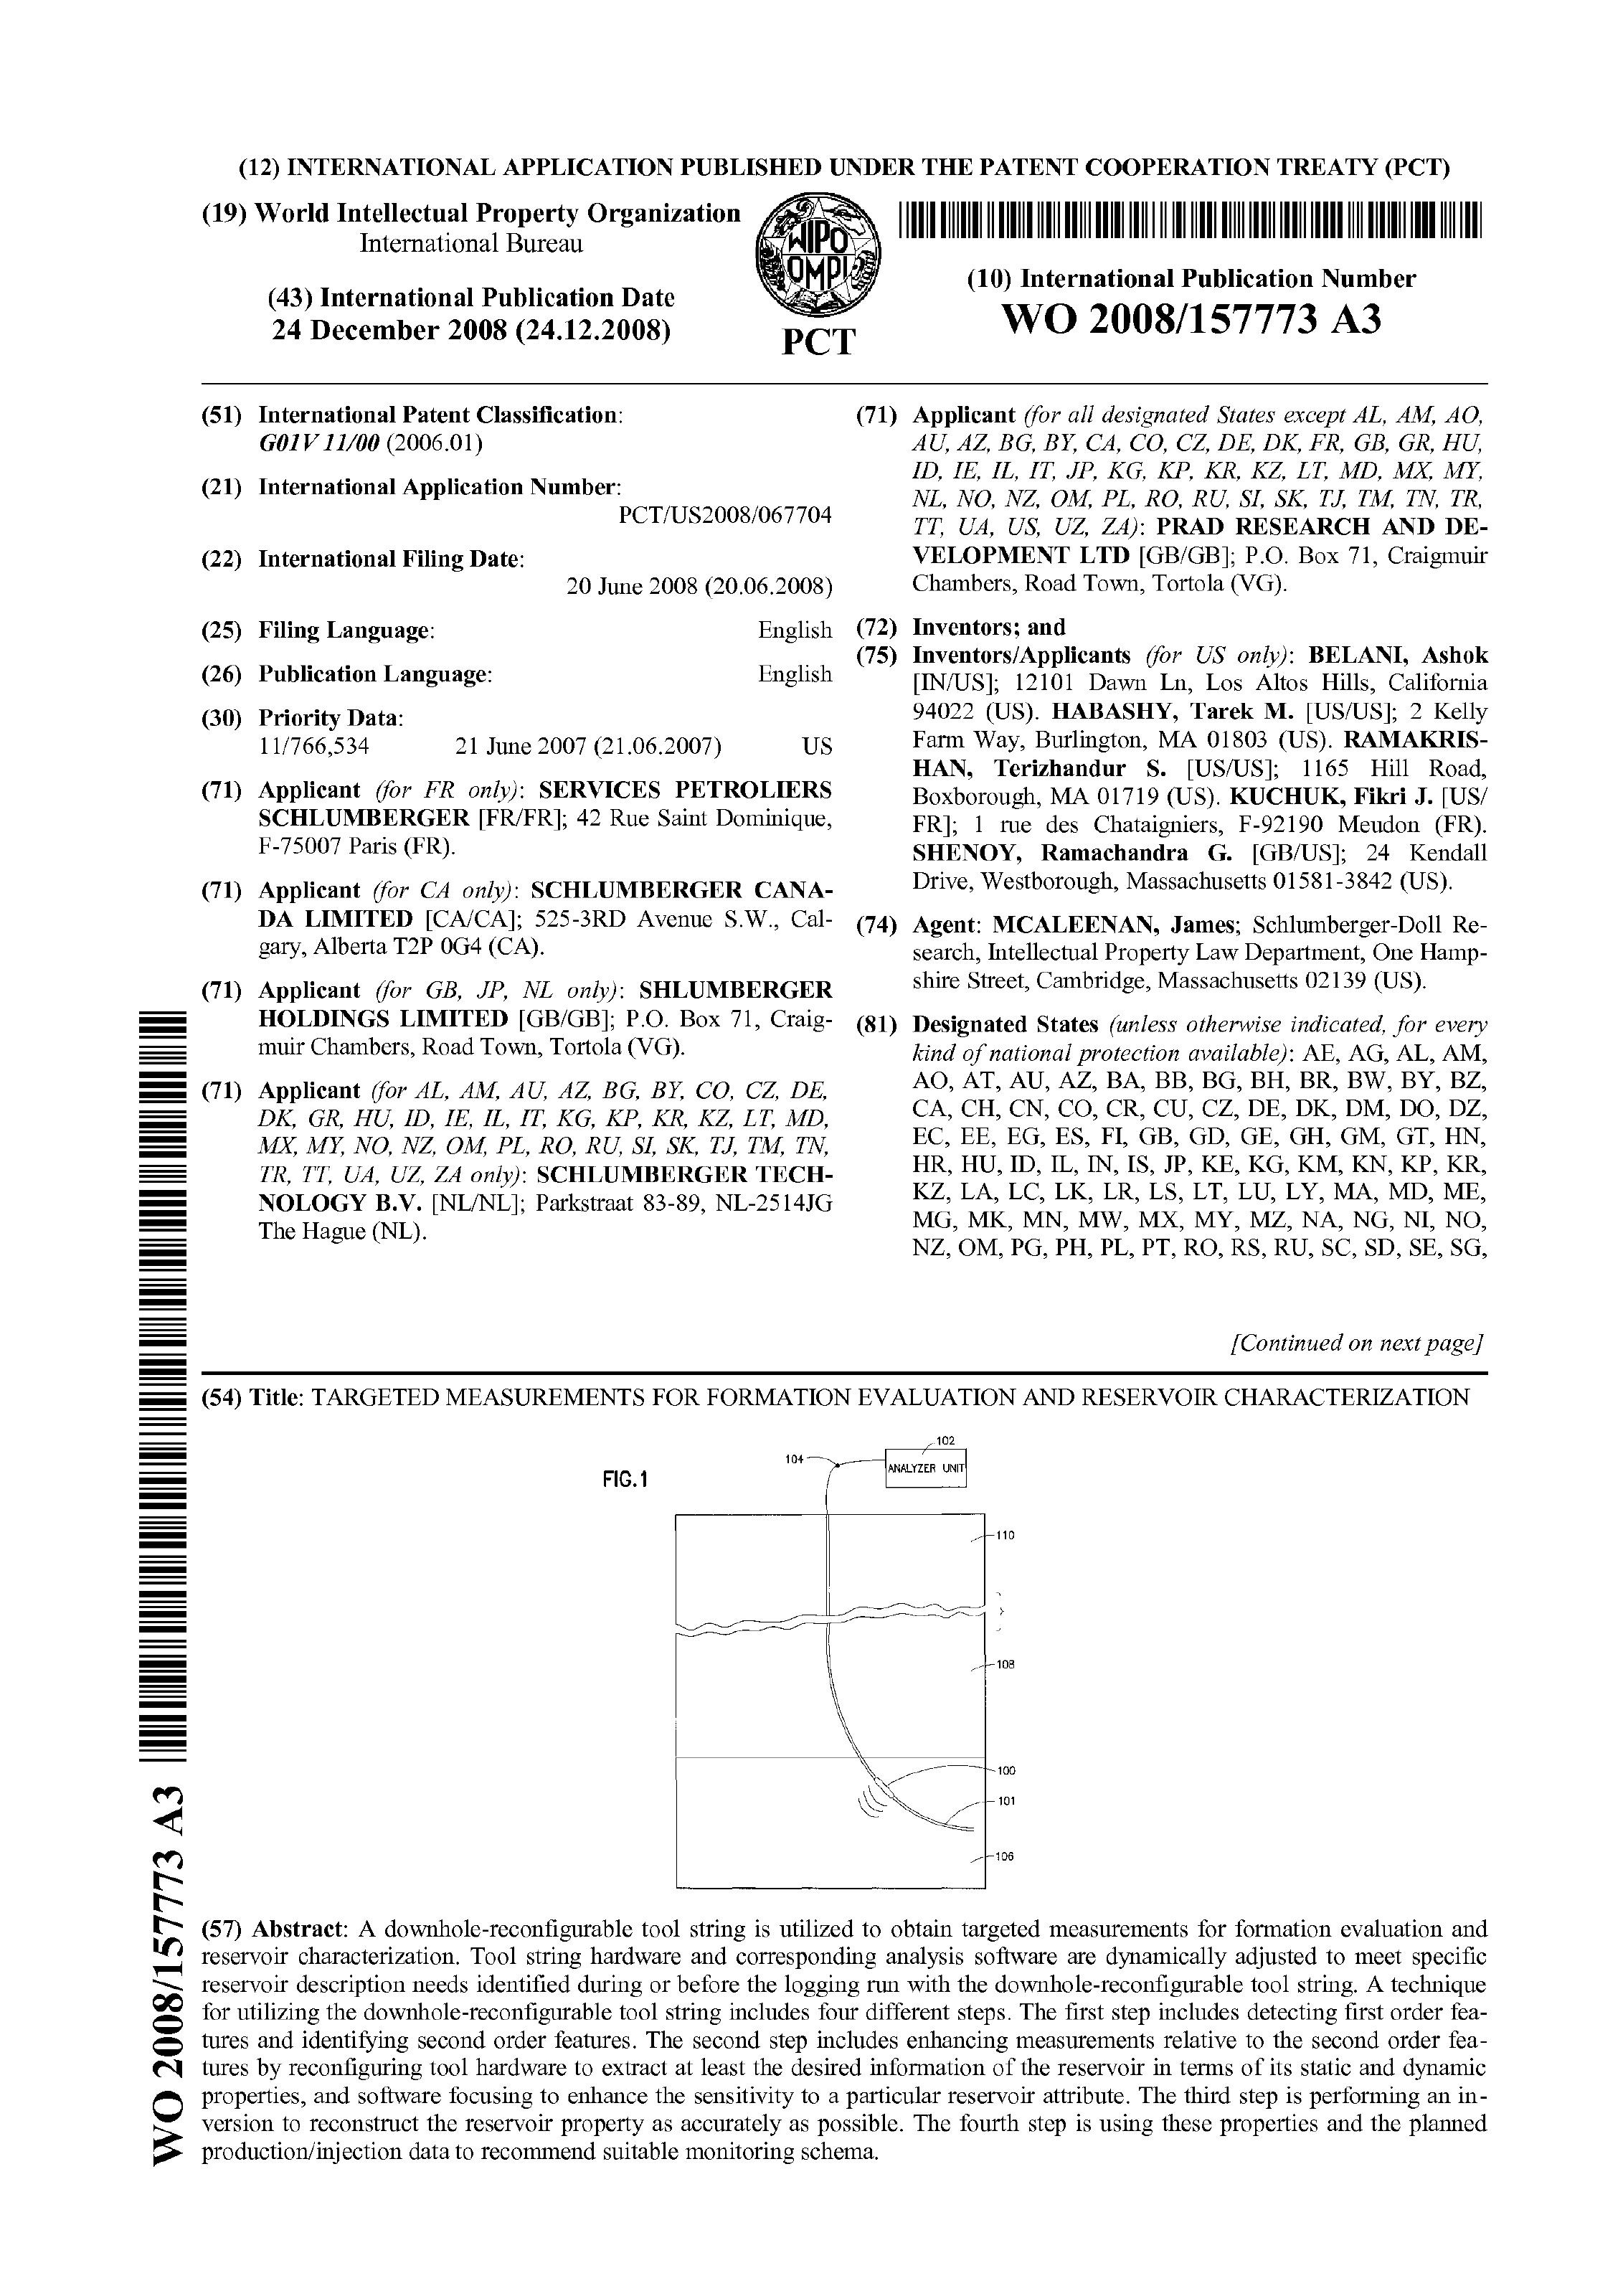 (12) INTERNATIONAL APPLICATION PUBLISHED UNDER THE PATENT COOPERATION TREATY (PCT)
(19) World Intellectual Property Organization
International Bureau
(43) International Publication Date
24 December 2008 (24.12.2008)
WIPO
OMPI
PCT
(10) International Publication Number
WO 2008/157773 A3
(51) International Patent Classification:
G01V 11/00 (2006.01)
(21) International Application Number:
PCT/US2008/067704
(22) International Filing Date:
20 June 2008 (20.06.2008)
(25) Filing Language: English
(26) Publication Language: English
(30) Priority Data:
11/766,534 21 June 2007 (21.06.2007) US
(71) Applicant (for FR only): SERVICES PETROLIERS
SCHLUMBERGER [FR/FR]; 42 Rue Saint Dominique,
F-75007 Paris (FR).
(71) Applicant (for CA only): SCHLUMBERGER CANA-
DA LIMITED [CA/CA]; 525-3RD Avenue S.W., Cal-
gary, Alberta T2P 0G4 (CA).
(71) Applicant (for GB, JP, NL only): SHLUMBERGER
HOLDINGS LIMITED [GB/GB]; P.O. Box 71, Craig-
muir Chambers, Road Town, Tortola (VG).
(71) Applicant (for AL, AM, AU, AZ, BG, BY, CO, CZ, DE,
DK, GR, HU, ID, IE, IL, IT, KG, KP, KR, KZ, LT, MD,
MX, MY, NO, NZ, OM, PL, RO, RU, SI, SK, TJ, TM, TN,
TR, TT, UA, UZ, ZA only): SCHLUMBERGER TECH-
NOLOGY B.V. [NL/NL]; Parkstraat 83-89, NL-2514JG
The Hague (NL).
(71) Applicant (for all designated States except AL, AM, AO,
AU, AZ, BG, BY, CA, CO, CZ, DE, DK, FR, GB, GR, HU,
ID, IE, IL, IT, JP, KG, KP, KR, KZ, LT, MD, MX, MY,
NL, NO, NZ, OM, PL, RO, RU, SI, SK, TJ, TM, TN, TR,
TT, UA, US, UZ, ZA): PRAD RESEARCH AND DE-
VELOPMENT LTD [GB/GB]; P.O. Box 71, Craigmuir
Chambers, Road Town, Tortola (VG).
(72) Inventors; and
(75) Inventors/Applicants (for US only): BELANI, Ashok
[IN/US]; 12101 Dawn Ln, Los Altos Hills, California
94022 (US). HABASHY, Tarek M. [US/US]; 2 Kelly
Farm Way, Burlington, MA 01803 (US). RAMAKRIS-
HAN, Terizhandur S. [US/US]; 1165 Hill Road,
Boxborough, MA 01719 (US). KUCHUK, Fikri J. [US/
FR]; 1 rue des Chataigniers, F-92190 Meudon (FR).
SHENOY, Ramachandra G. [GB/US]; 24 Kendall
Drive, Westborough, Massachusetts 01581-3842 (US).
(74) Agent: MCALEENAN, James; Schlumberger-Doll Re-
search, Intellectual Property Law Department, One Hamp-
shire Street, Cambridge, Massachusetts 02139 (US).
(81) Designated States (unless otherwise indicated, for every
kind of national protection available): AE, AG, AL, AM,
AO, AT, AU, AZ, BA, BB, BG, BH, BR, BW, BY, BZ,
CA, CH, CN, CO, CR, CU, CZ, DE, DK, DM, DO, DZ,
EC, EE, EG, ES, FI, GB, GD, GE, GH, GM, GT, HN,
HR, HU, ID, IL, IN, IS, JP, KE, KG, KM, KN, KP, KR,
KZ, LA, LC, LK, LR, LS, LT, LU, LY, MA, MD, ME,
MG, MK, MN, MW, MX, MY, MZ, NA, NG, NI, NO,
NZ, OM, PG, PH, PL, PT, RO, RS, RU, SC, SD, SE, SG,
[Continued on next page]
(54) Title: TARGETED MEASUREMENTS FOR FORMATION EVALUATION AND RESERVOIR CHARACTERIZATION
FIG.1
102
104
ANALYZER UNIT
110
108
100
101
106
(57) Abstract: A downhole-reconfigurable tool string is utilized to obtain targeted measurements for formation evaluation and
reservoir characterization. Tool string hardware and corresponding analysis software are dynamically adjusted to meet specific
reservoir description needs identified during or before the logging run with the downhole-reconfigurable tool string. A technique
for utilizing the downhole-reconfigurable tool string includes four different steps. The first step includes detecting first order fea-
tures and identifying second order features. The second step includes enhancing measurements relative to the second order fea-
tures by reconfiguring tool hardware to extract at least the desired information of the reservoir in terms of its static and dynamic
properties, and software focusing to enhance the sensitivity to a particular reservoir attribute. The third step is performing an in-
version to reconstruct the reservoir property as accurately as possible. The fourth step is using these properties and the planned
production/injection data to recommend suitable monitoring schema.
WO 2008/157773 A3